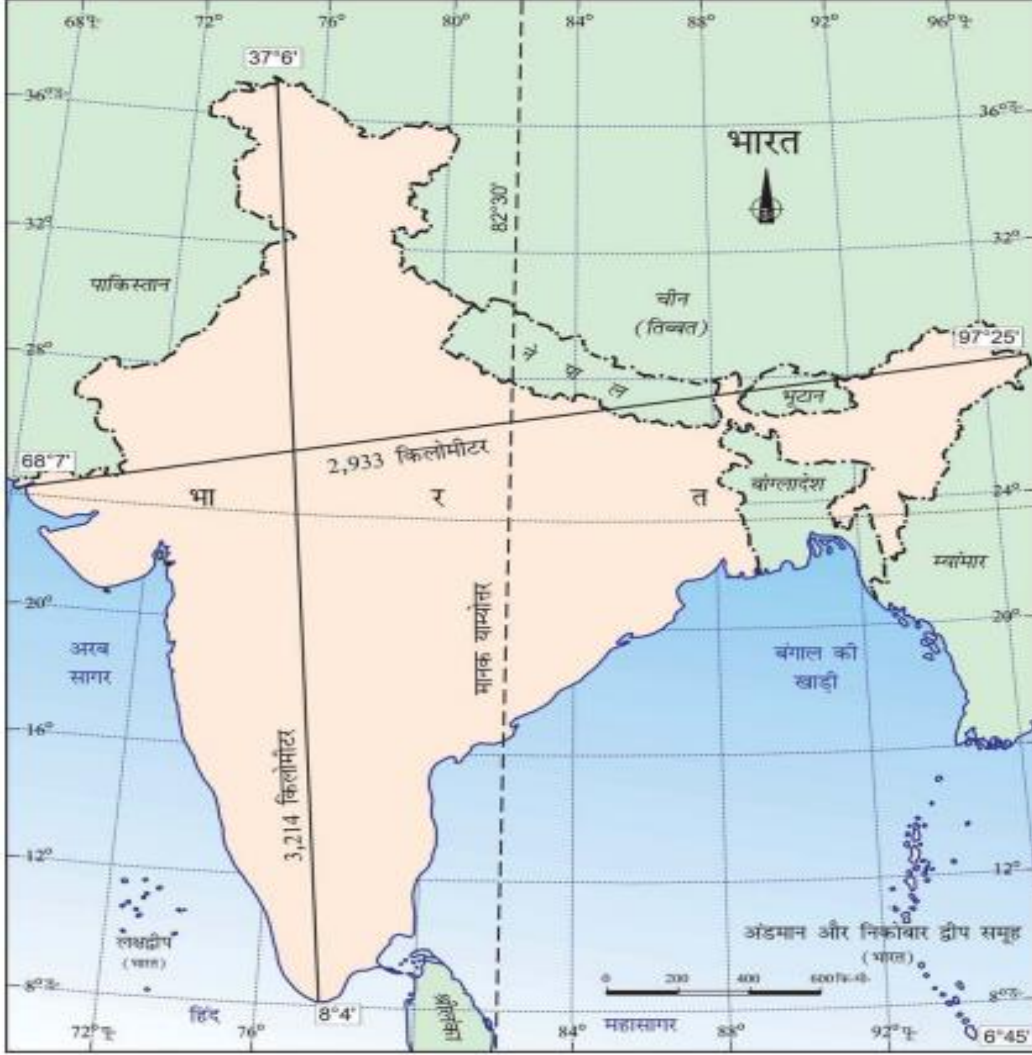 68°पू.
72°
76°
80°
84°
88°
92°
96°पू.
37°6'
36°उ.
36°उ.
भारत
82°30'
32°
32°
पाकिस्तान
चीन
(तिब्बत)
97°25'
28°
नेपाल
भूटान
68°7'
2,933 किलोमीटर
भा र त
बांग्लादेश
24°
म्यांमार
20°
20°
मानक याम्योत्तर
अरब
सागर
बंगाल की
खाड़ी
16°
3,214 किलोमीटर
12°
12°
लक्षद्वीप
(भारत)
अंडमान और निकोबार द्वीप समूह
(भारत)
0 200 400 600 कि॰मी॰
8°उ.
8°उ.
हिंद
8°4'
श्रीलंका
महासागर
6°45'
72°पू.
76°
84°
88°
92°पू.